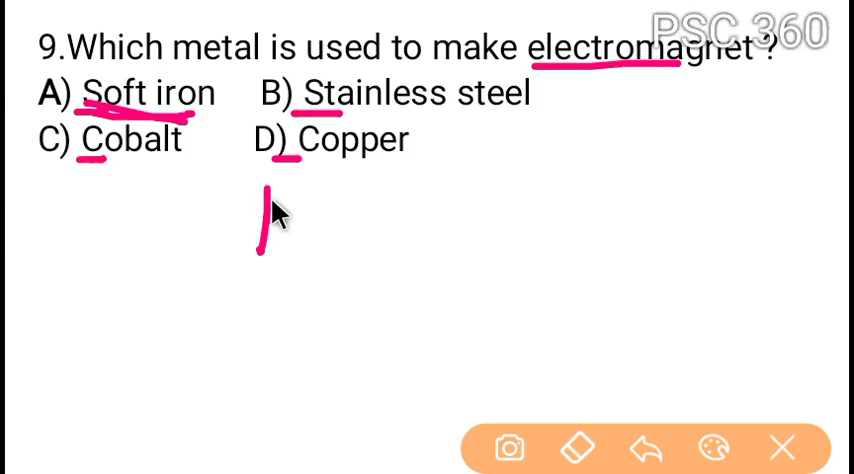 PSC 360
9.Which metal is used to make electromagnet ?
A) Soft iron B) Stainless steel
C) Cobalt D) Copper